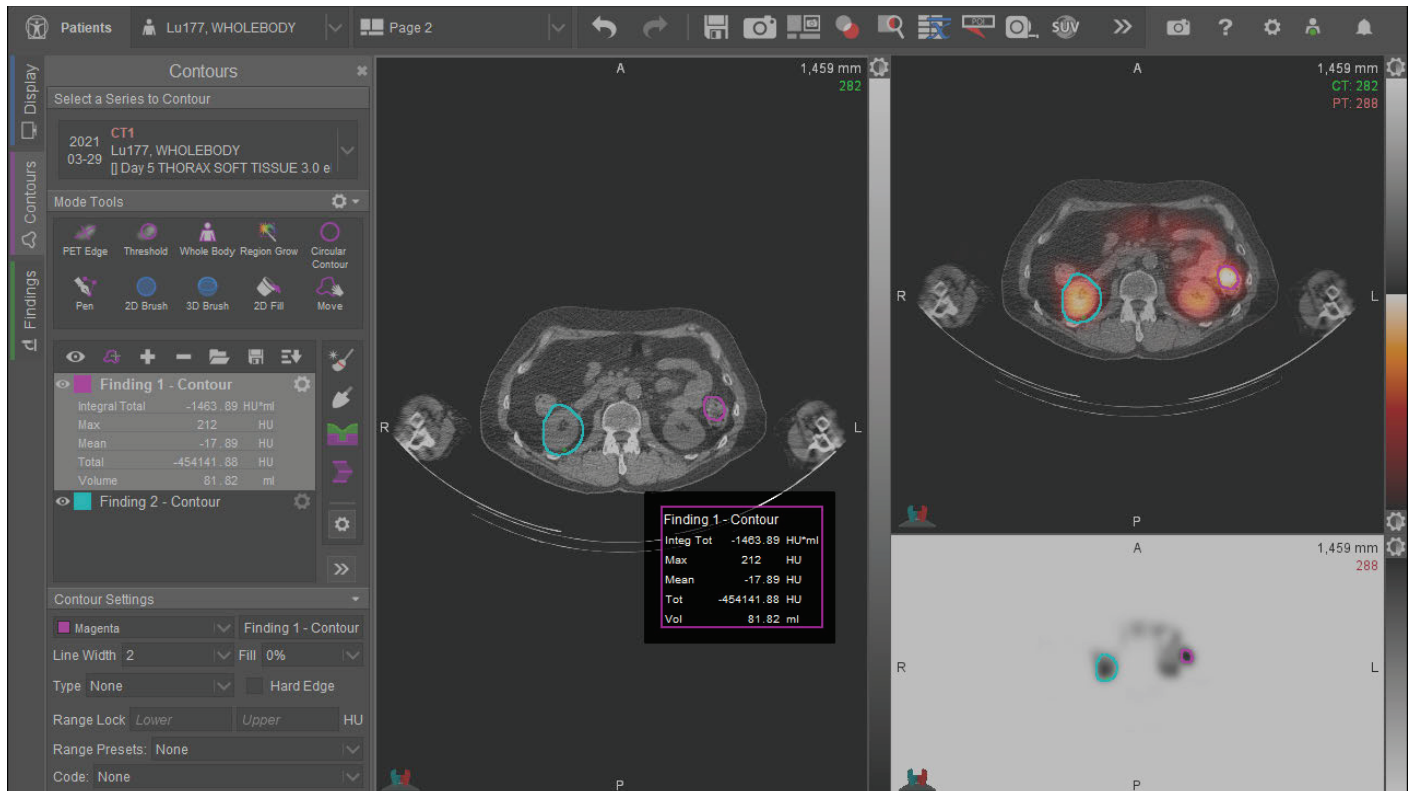 Patients
Lu177, WHOLEBODY
Page 2
POI
SUV
?
Display
Contours
Findings
Contours
Select a Series to Contour
2021
03-29
CT1
Lu177, WHOLEBODY
[] Day 5 THORAX SOFT TISSUE 3.0 e
Mode Tools
PET Edge Threshold Whole Body Region Grow Circular Contour
Pen 2D Brush 3D Brush 2D Fill Move
Finding 1 - Contour
Integral Total -1463.89 HU*ml
Max 212 HU
Mean -17.89 HU
Total -454141.88 HU
Volume 81.82 ml
Finding 2 - Contour
Contour Settings
Magenta Finding 1 - Contour
Line Width 2 Fill 0%
Type None Hard Edge
Range Lock Lower Upper HU
Range Presets: None
Code: None
A
1,459 mm
282
R
L
Finding 1 - Contour
Integ Tot -1463.89 HU*ml
Max 212 HU
Mean -17.89 HU
Tot -454141.88 HU
Vol 81.82 ml
P
A
1,459 mm
CT: 282
PT: 288
R
L
P
A
1,459 mm
288
R
L
P